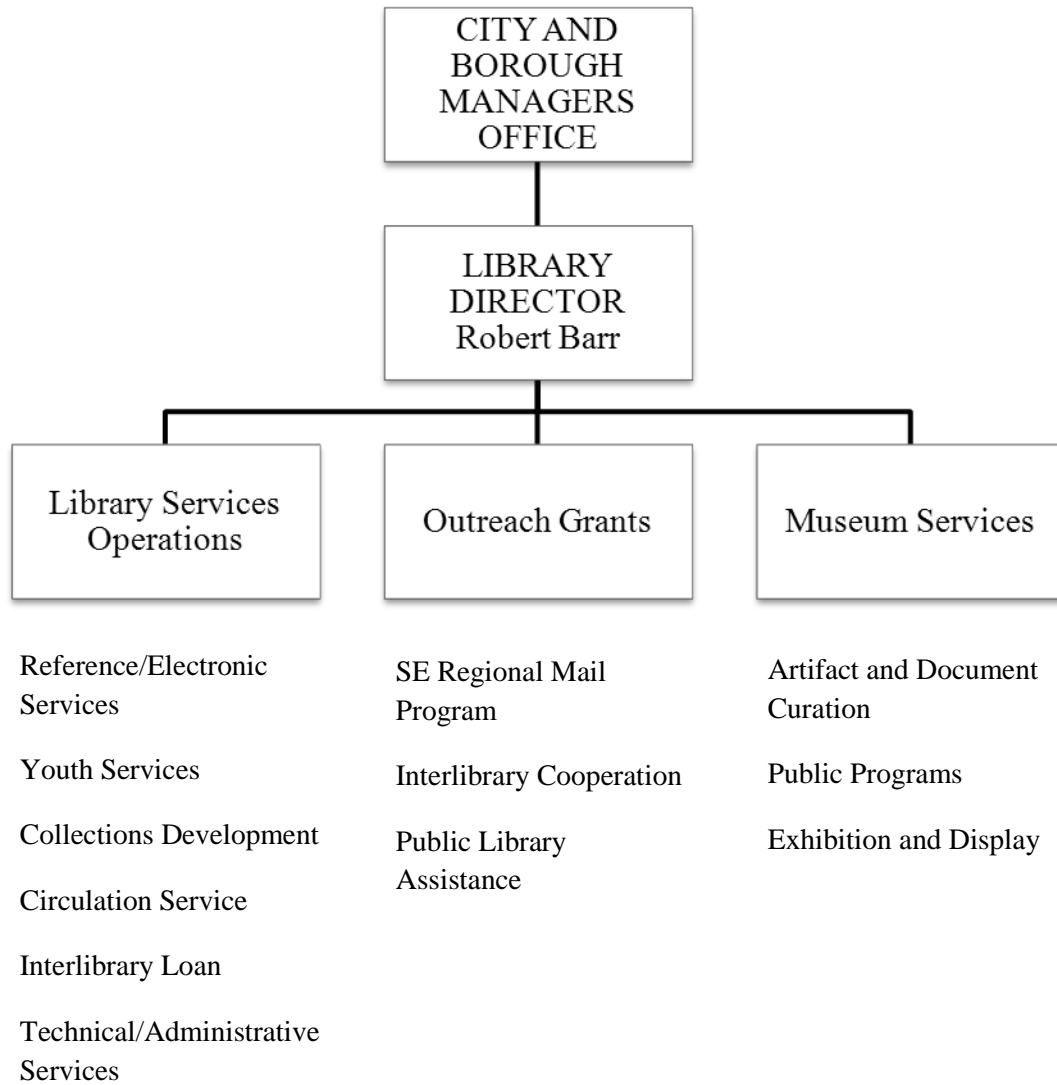 CITY AND
BOROUGH
MANAGERS
OFFICE
LIBRARY
DIRECTOR
Robert Barr
Library Services
Operations
Outreach Grants
Museum Services
Reference/Electronic
Services
Youth Services
Collections Development
Circulation Service
Interlibrary Loan
Technical/Administrative
Services
SE Regional Mail
Program
Interlibrary Cooperation
Public Library
Assistance
Artifact and Document
Curation
Public Programs
Exhibition and Display